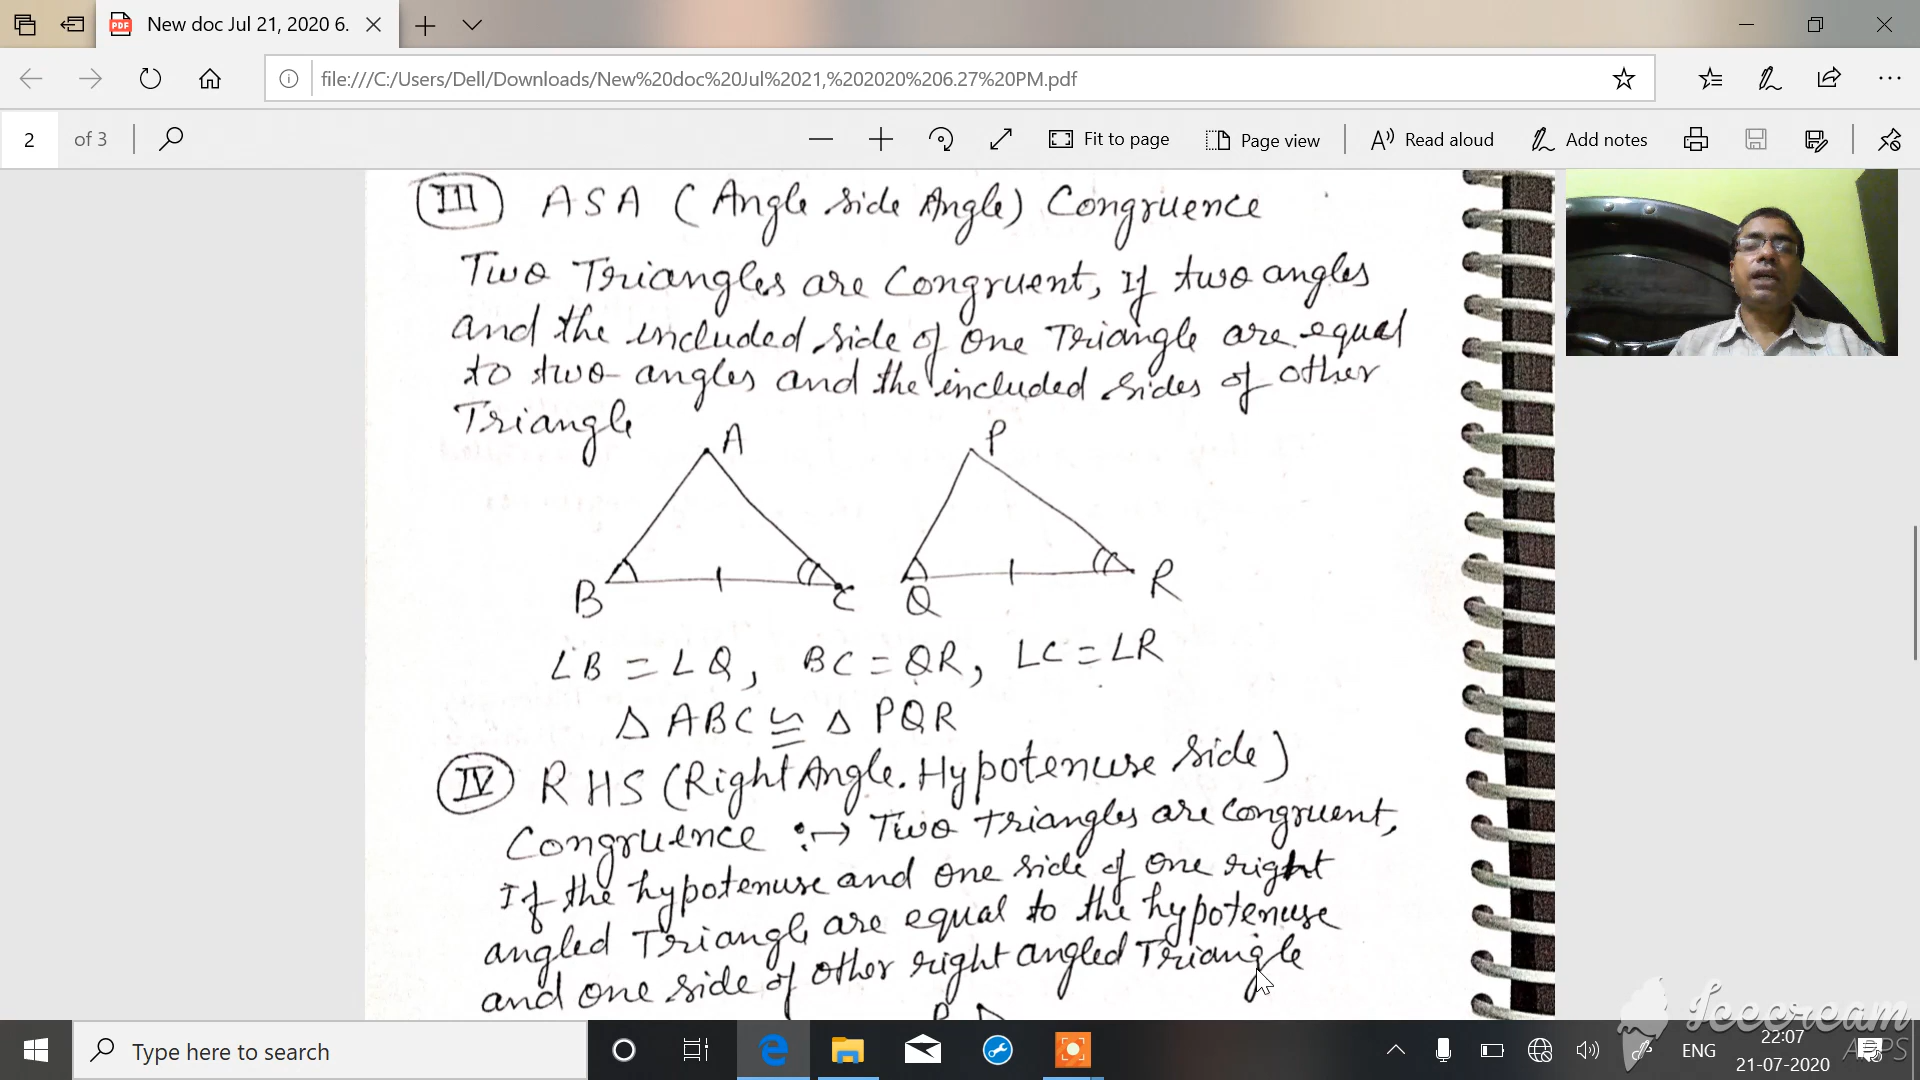 New doc Jul 21, 2020 6.
file:///C:/Users/Dell/Downloads/New%20doc%20Jul%2021,%202020%206.27%20PM.pdf
2 of 3
Fit to page
Page view
Read aloud
Add notes
III ASA (Angle side Angle) Congruence
Two Triangles are Congruent, If two angles
and the included side of one Triangle are equal
to two angles and the included sides of other
Triangle
A
P
B
C
Q
R
∠B = ∠Q, BC = QR, ∠C = ∠R
Δ ABC ≅ Δ PQR
IV RHS (Right Angle. Hypotenuse side)
Congruence :→ Two Triangles are congruent,
If the hypotenuse and one side of one right
angled Triangle are equal to the hypotenuse
and one side of other right angled Triangle
Type here to search
ENG
22:07
21-07-2020
Icecream
APPS